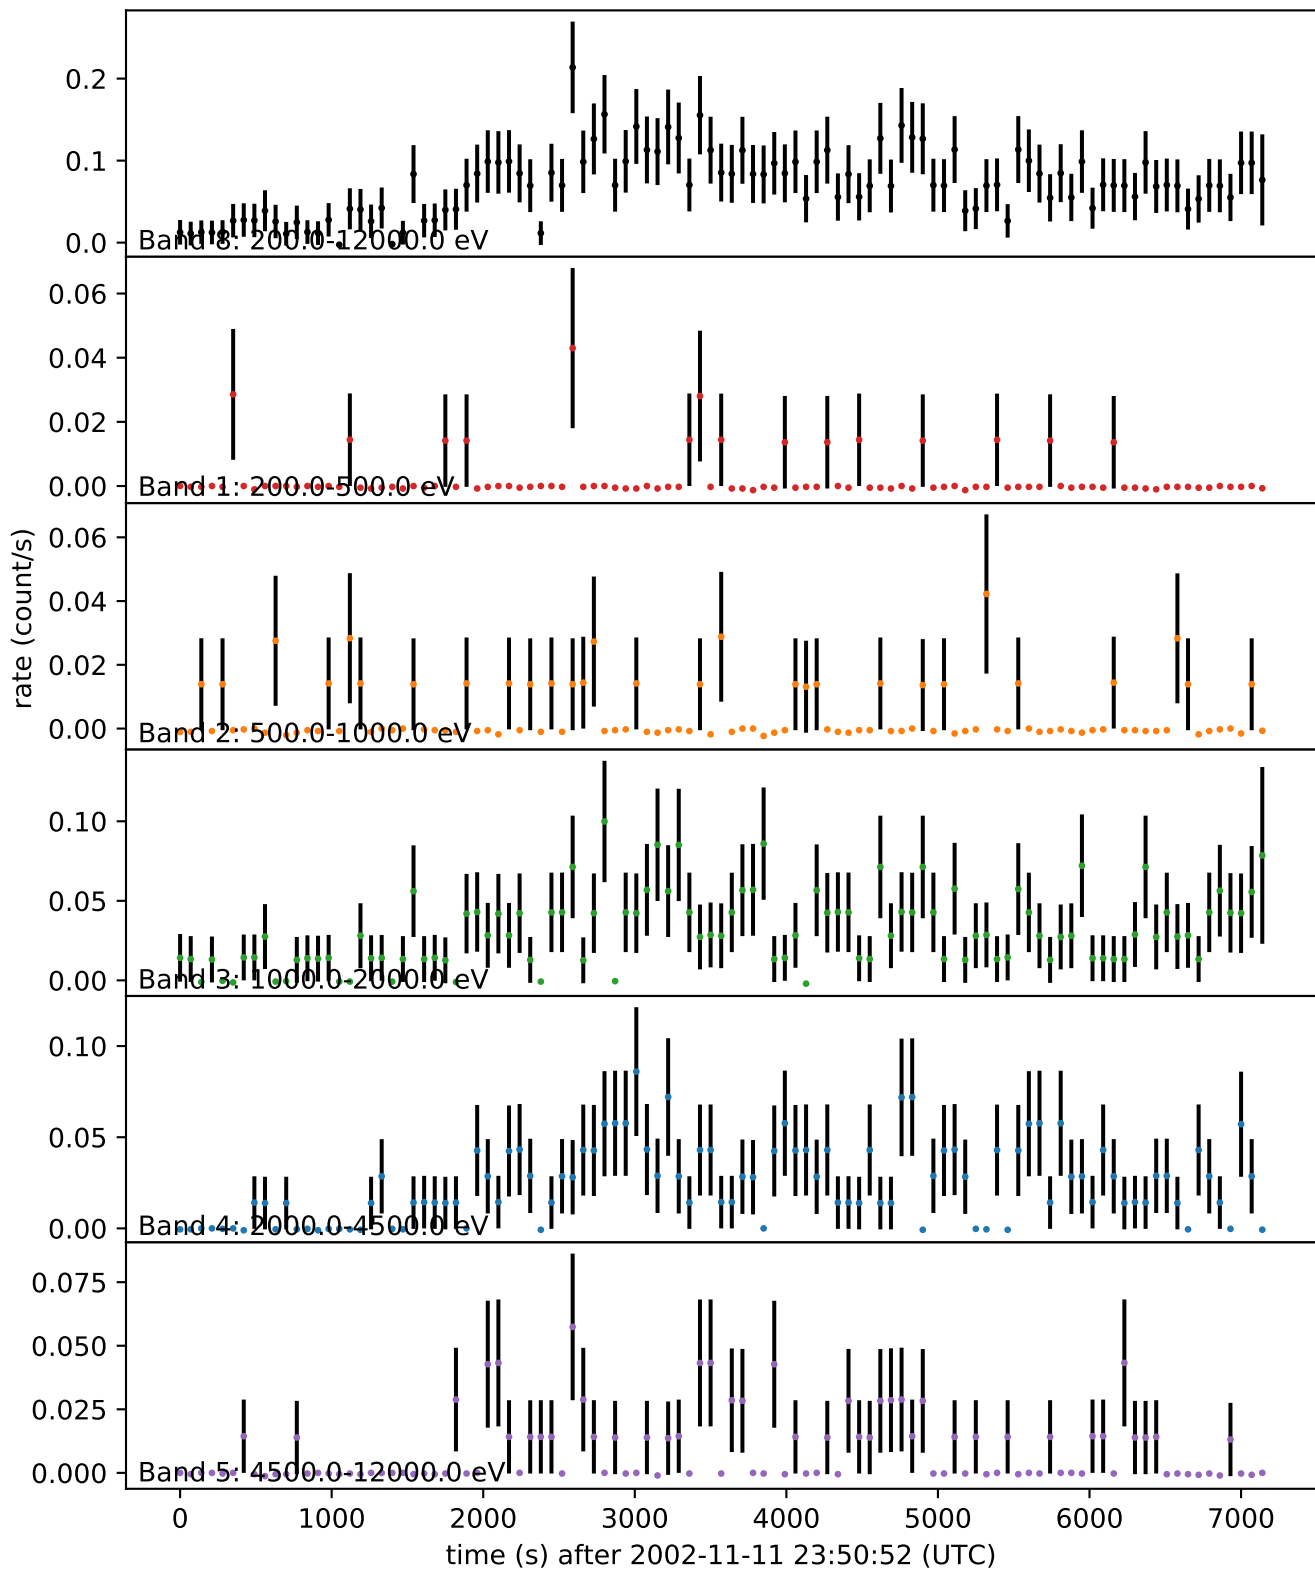 0.2
0.1
0.0
Band 8: 200.0-12000.0 eV
0.06
0.04
0.02
0.00
Band 1: 200.0-500.0 eV
0.06
0.04
0.02
0.00
Band 2: 500.0-1000.0 eV
rate (count/s)
0.10
0.05
0.00
Band 3: 1000.0-2000.0 eV
0.10
0.05
0.00
Band 4: 2000.0-4500.0 eV
0.075
0.050
0.025
0.000
Band 5: 4500.0-12000.0 eV
0 1000 2000 3000 4000 5000 6000 7000
time (s) after 2002-11-11 23:50:52 (UTC)